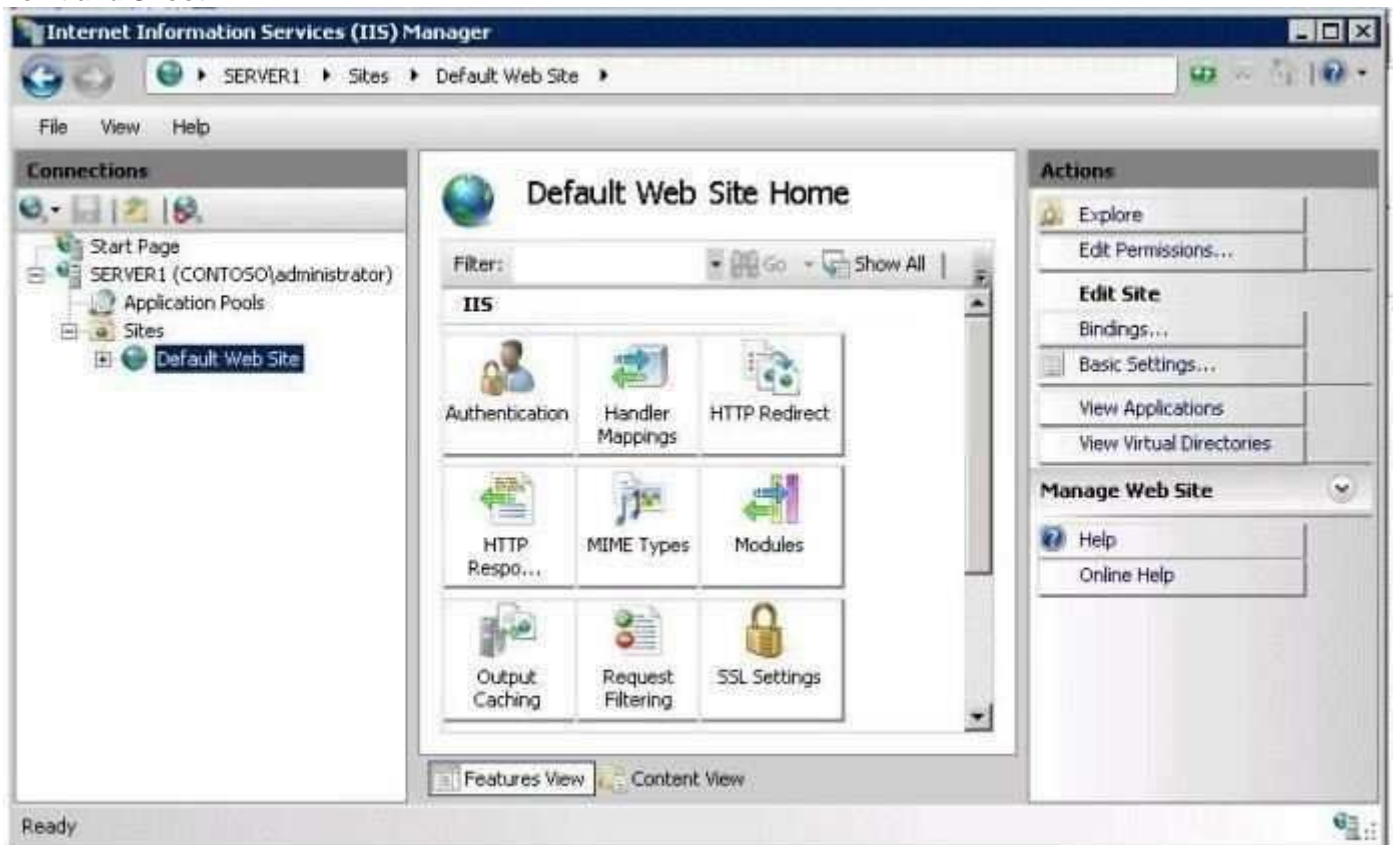 Internet Information Services (IIS) Manager
SERVER1 Sites Default Web Site
File View Help
Connections
Start Page
SERVER1 (CONTOSO\administrator)
Application Pools
Sites
Default Web Site
Default Web Site Home
Filter: Go Show All
IIS
Authentication
Handler Mappings
HTTP Redirect
HTTP Respo...
MIME Types
Modules
Output Caching
Request Filtering
SSL Settings
Features View Content View
Actions
Explore
Edit Permissions...
Edit Site
Bindings...
Basic Settings...
View Applications
View Virtual Directories
Manage Web Site
Help
Online Help
Ready